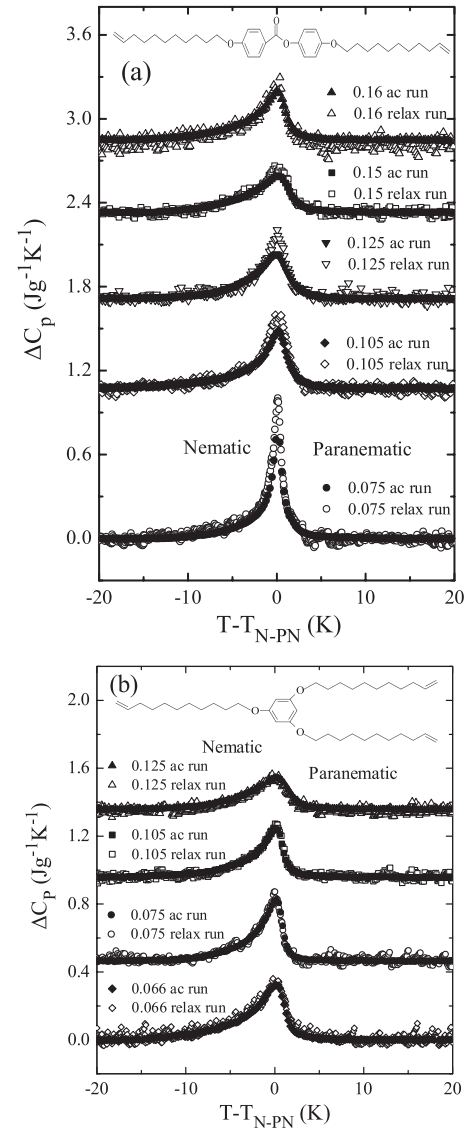 (a)
O
O
O
O
0.16 ac run
0.16 relax run
0.15 ac run
0.15 relax run
0.125 ac run
0.125 relax run
0.105 ac run
0.105 relax run
Nematic
Paranematic
0.075 ac run
0.075 relax run
3.6
3.0
2.4
1.8
1.2
0.6
0.0
ΔCp (Jg-1K-1)
-20 -10 0 10 20
T-TN-PN (K)
(b)
O
O
O
Nematic
Paranematic
0.125 ac run
0.125 relax run
0.105 ac run
0.105 relax run
0.075 ac run
0.075 relax run
0.066 ac run
0.066 relax run
2.0
1.6
1.2
0.8
0.4
0.0
ΔCP (Jg-1K-1)
-20 -10 0 10 20
T-TN-PN (K)